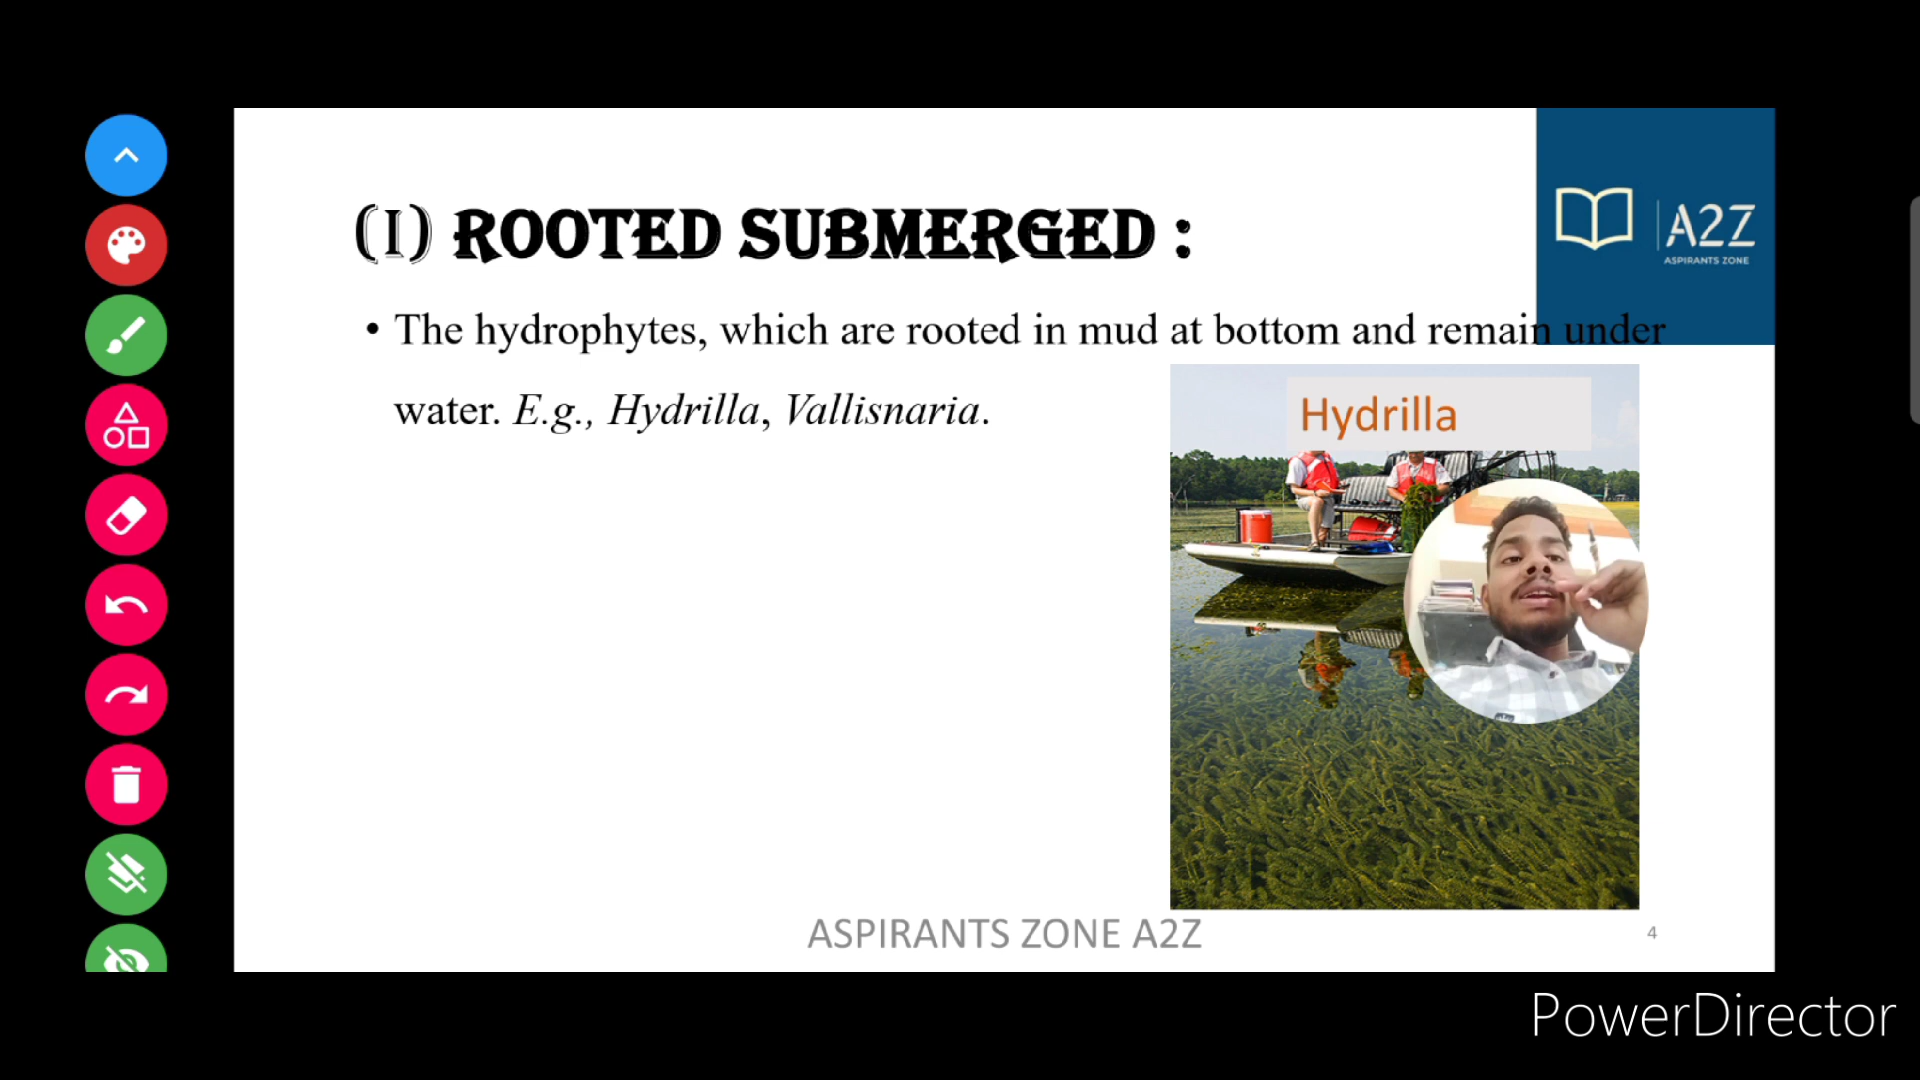 (I) ROOTED SUBMERGED :
A2Z
ASPIRANTS ZONE
• The hydrophytes, which are rooted in mud at bottom and remain under
water. E.g., Hydrilla, Vallisnaria.
Hydrilla
ASPIRANTS ZONE A2Z
4
PowerDirector